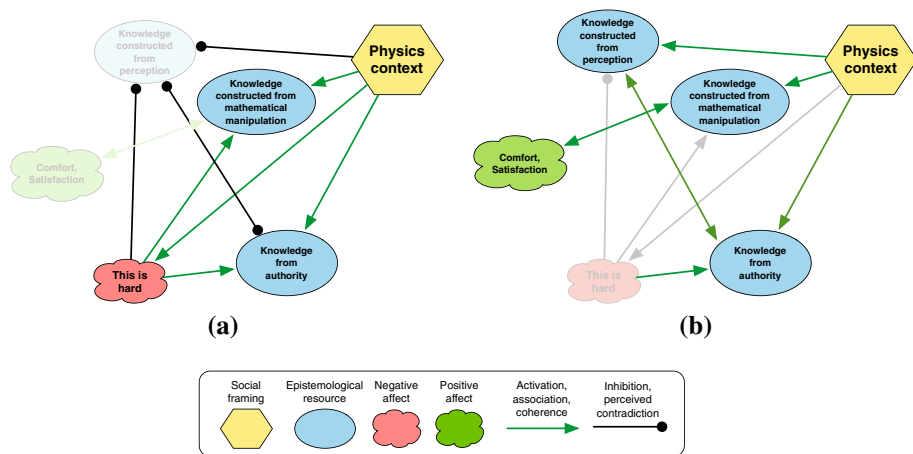 Knowledge
constructed
from
perception
Physics
context
Knowledge
constructed from
mathematical
manipulation
Comfort,
Satisfaction
This is
hard
Knowledge
from
authority
(a)
Knowledge
constructed
from
perception
Physics
context
Knowledge
constructed from
mathematical
manipulation
Comfort,
Satisfaction
This is
hard
Knowledge
from
authority
(b)
Social
framing
Epistemological
resource
Negative
affect
Positive
affect
Activation,
association,
coherence
Inhibition,
perceived
contradiction